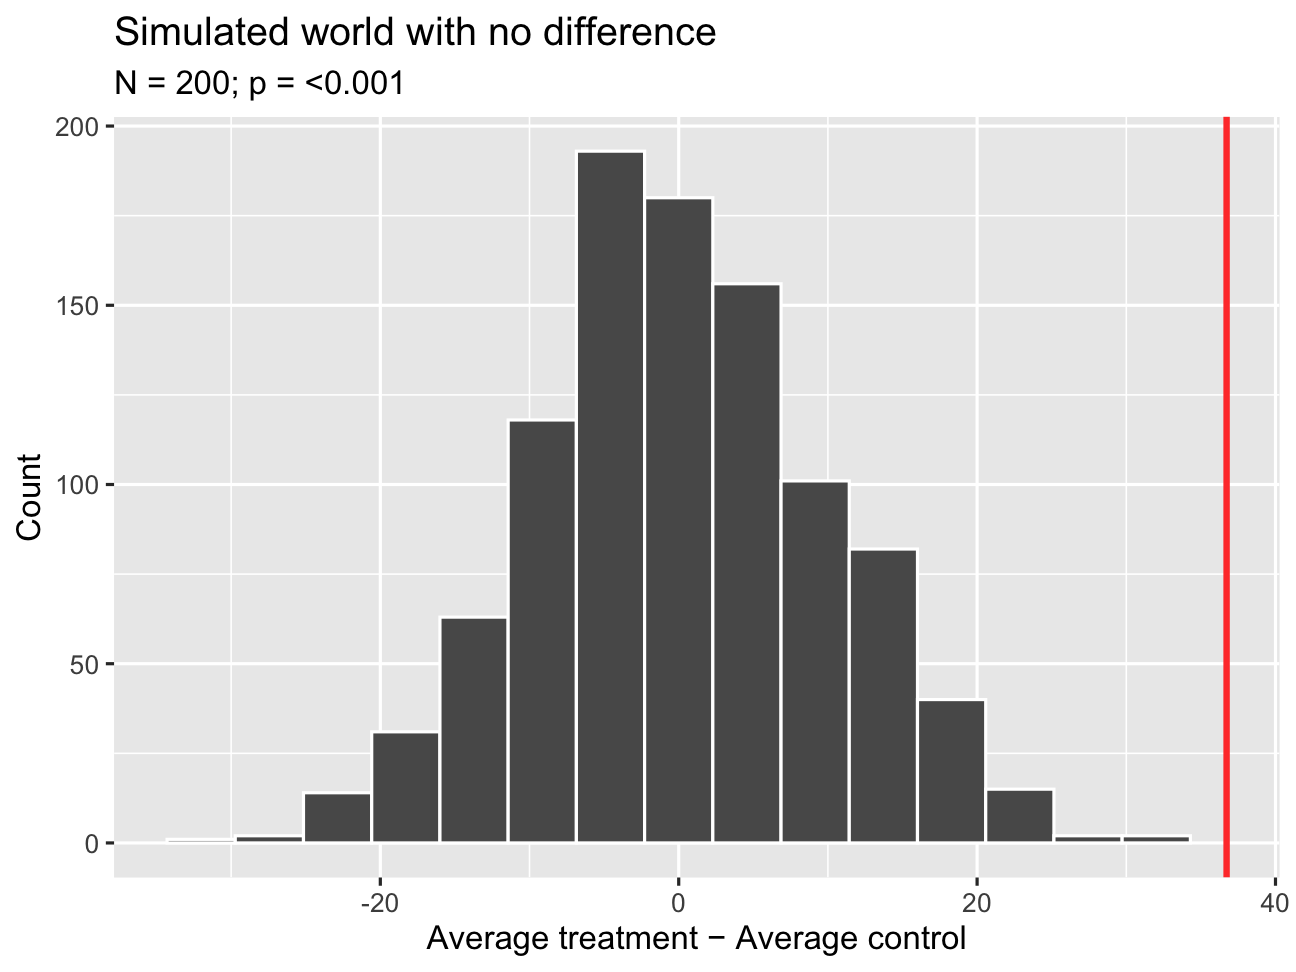 Simulated world with no difference
N = 200; p = <0.001
200
150
100
50
0
Count
-20
0
20
40
Average treatment − Average control